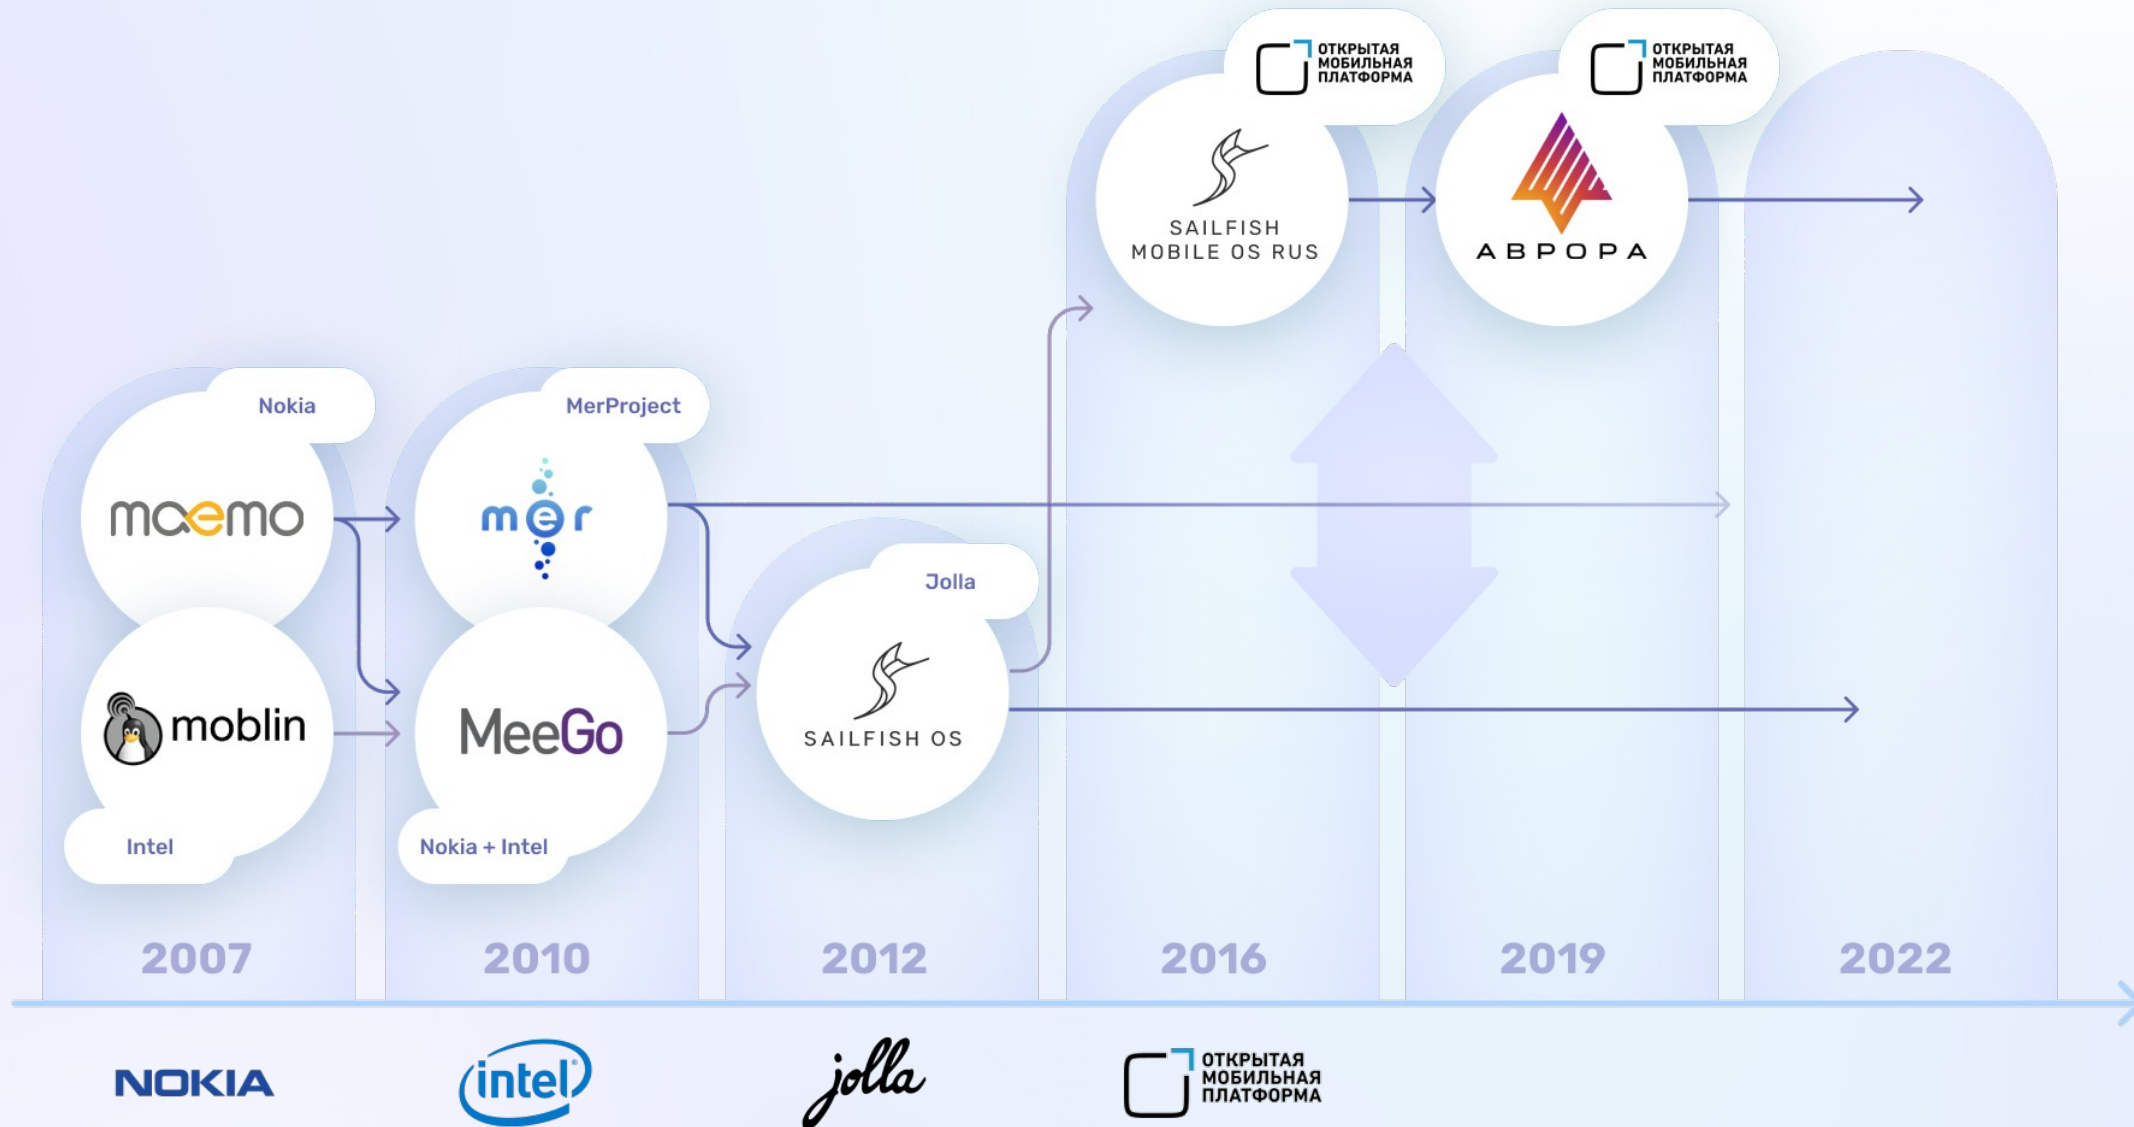 ОТКРЫТАЯ
МОБИЛЬНАЯ
ПЛАТФОРМА
ОТКРЫТАЯ
МОБИЛЬНАЯ
ПЛАТФОРМА
SAILFISH
MOBILE OS RUS
АВРОРА
Nokia
MerProject
maemo
mer
Jolla
moblin
MeeGo
SAILFISH OS
Intel
Nokia + Intel
2007
2010
2012
2016
2019
2022
NOKIA
intel
jolla
ОТКРЫТАЯ
МОБИЛЬНАЯ
ПЛАТФОРМА